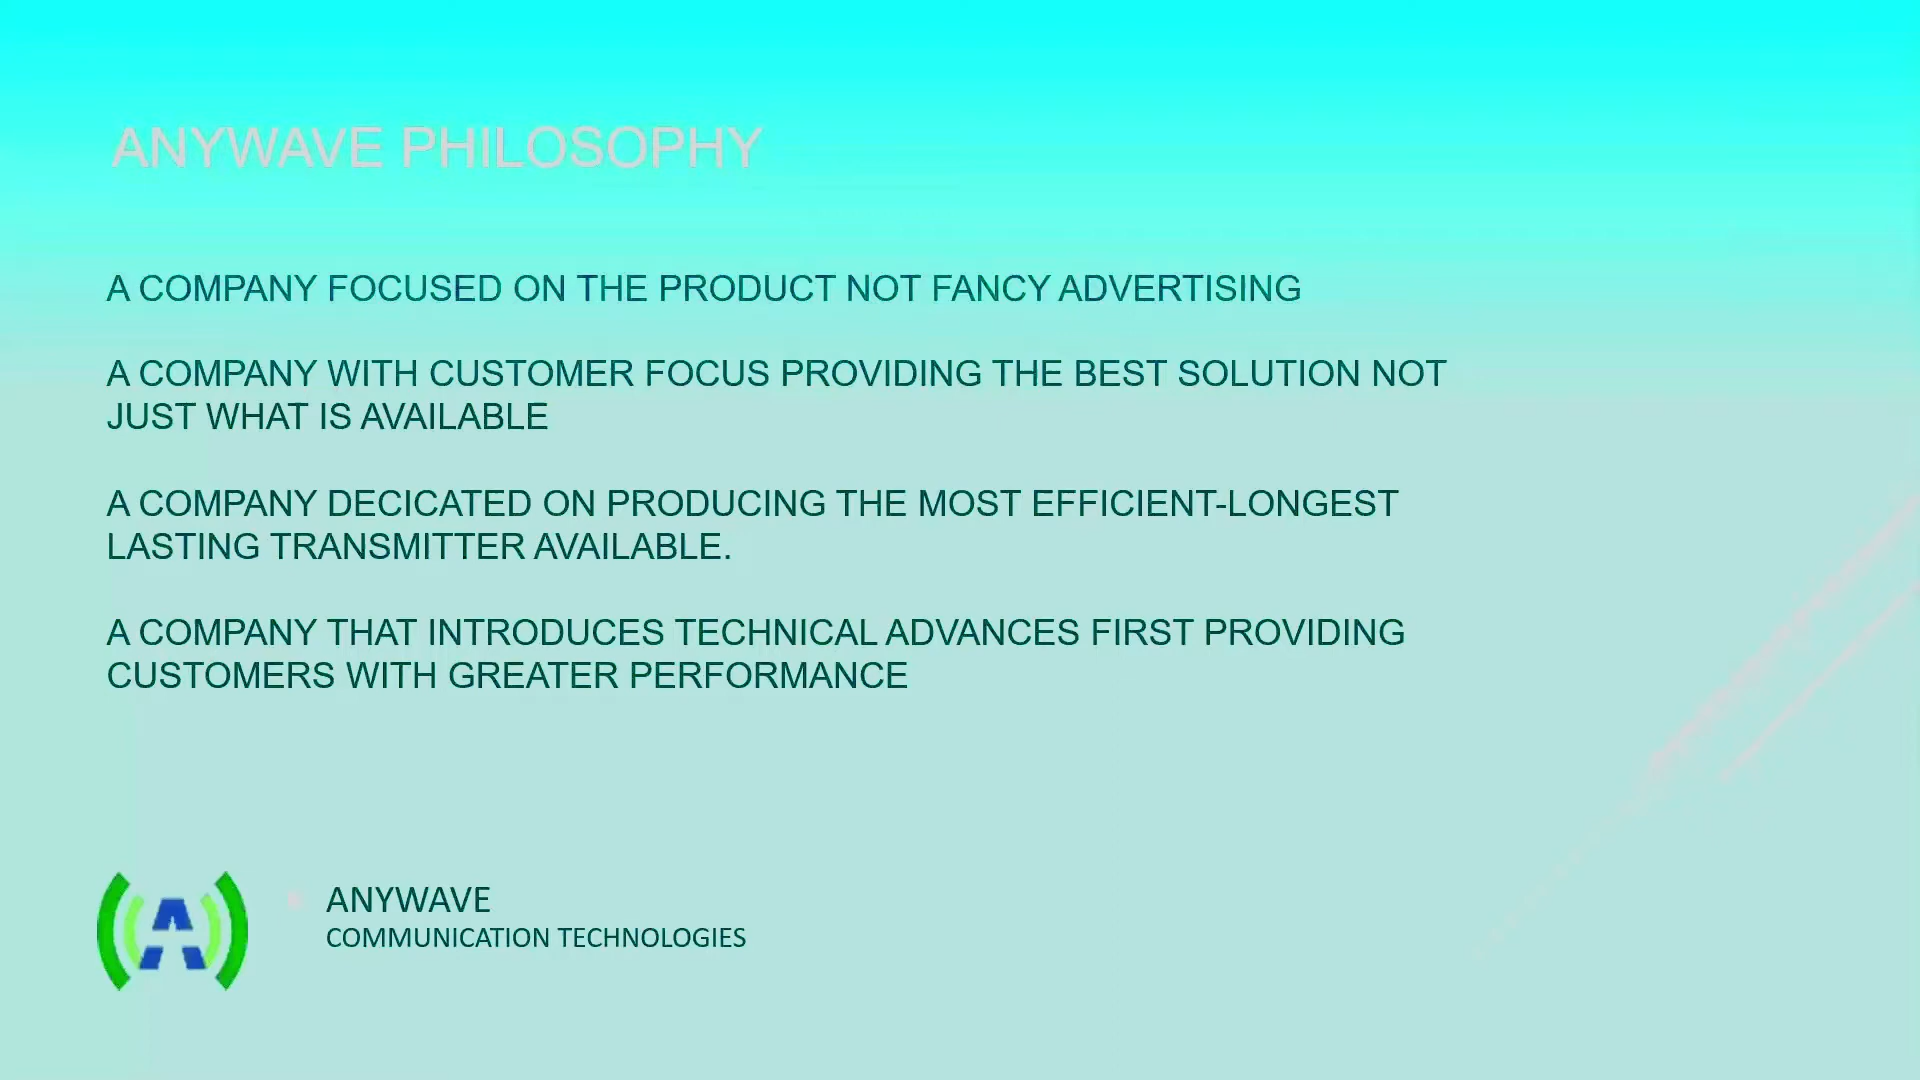 ANYWAVE PHILOSOPHY
A COMPANY FOCUSED ON THE PRODUCT NOT FANCY ADVERTISING
A COMPANY WITH CUSTOMER FOCUS PROVIDING THE BEST SOLUTION NOT
JUST WHAT IS AVAILABLE
A COMPANY DECICATED ON PRODUCING THE MOST EFFICIENT-LONGEST
LASTING TRANSMITTER AVAILABLE.
A COMPANY THAT INTRODUCES TECHNICAL ADVANCES FIRST PROVIDING
CUSTOMERS WITH GREATER PERFORMANCE
A
ANYWAVE
COMMUNICATION TECHNOLOGIES